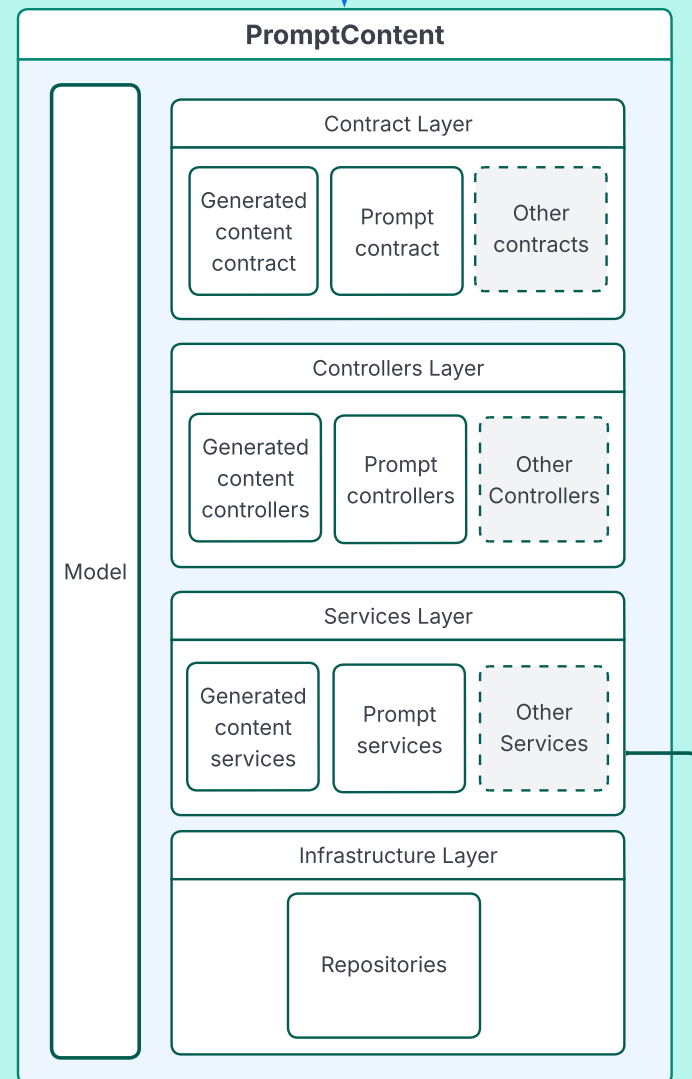 PromptContent
Model
Contract Layer
Generated
content
contract
Prompt
contract
Other
contracts
Controllers Layer
Generated
content
controllers
Prompt
controllers
Other
Controllers
Services Layer
Generated
content
services
Prompt
services
Other
Services
Infrastructure Layer
Repositories